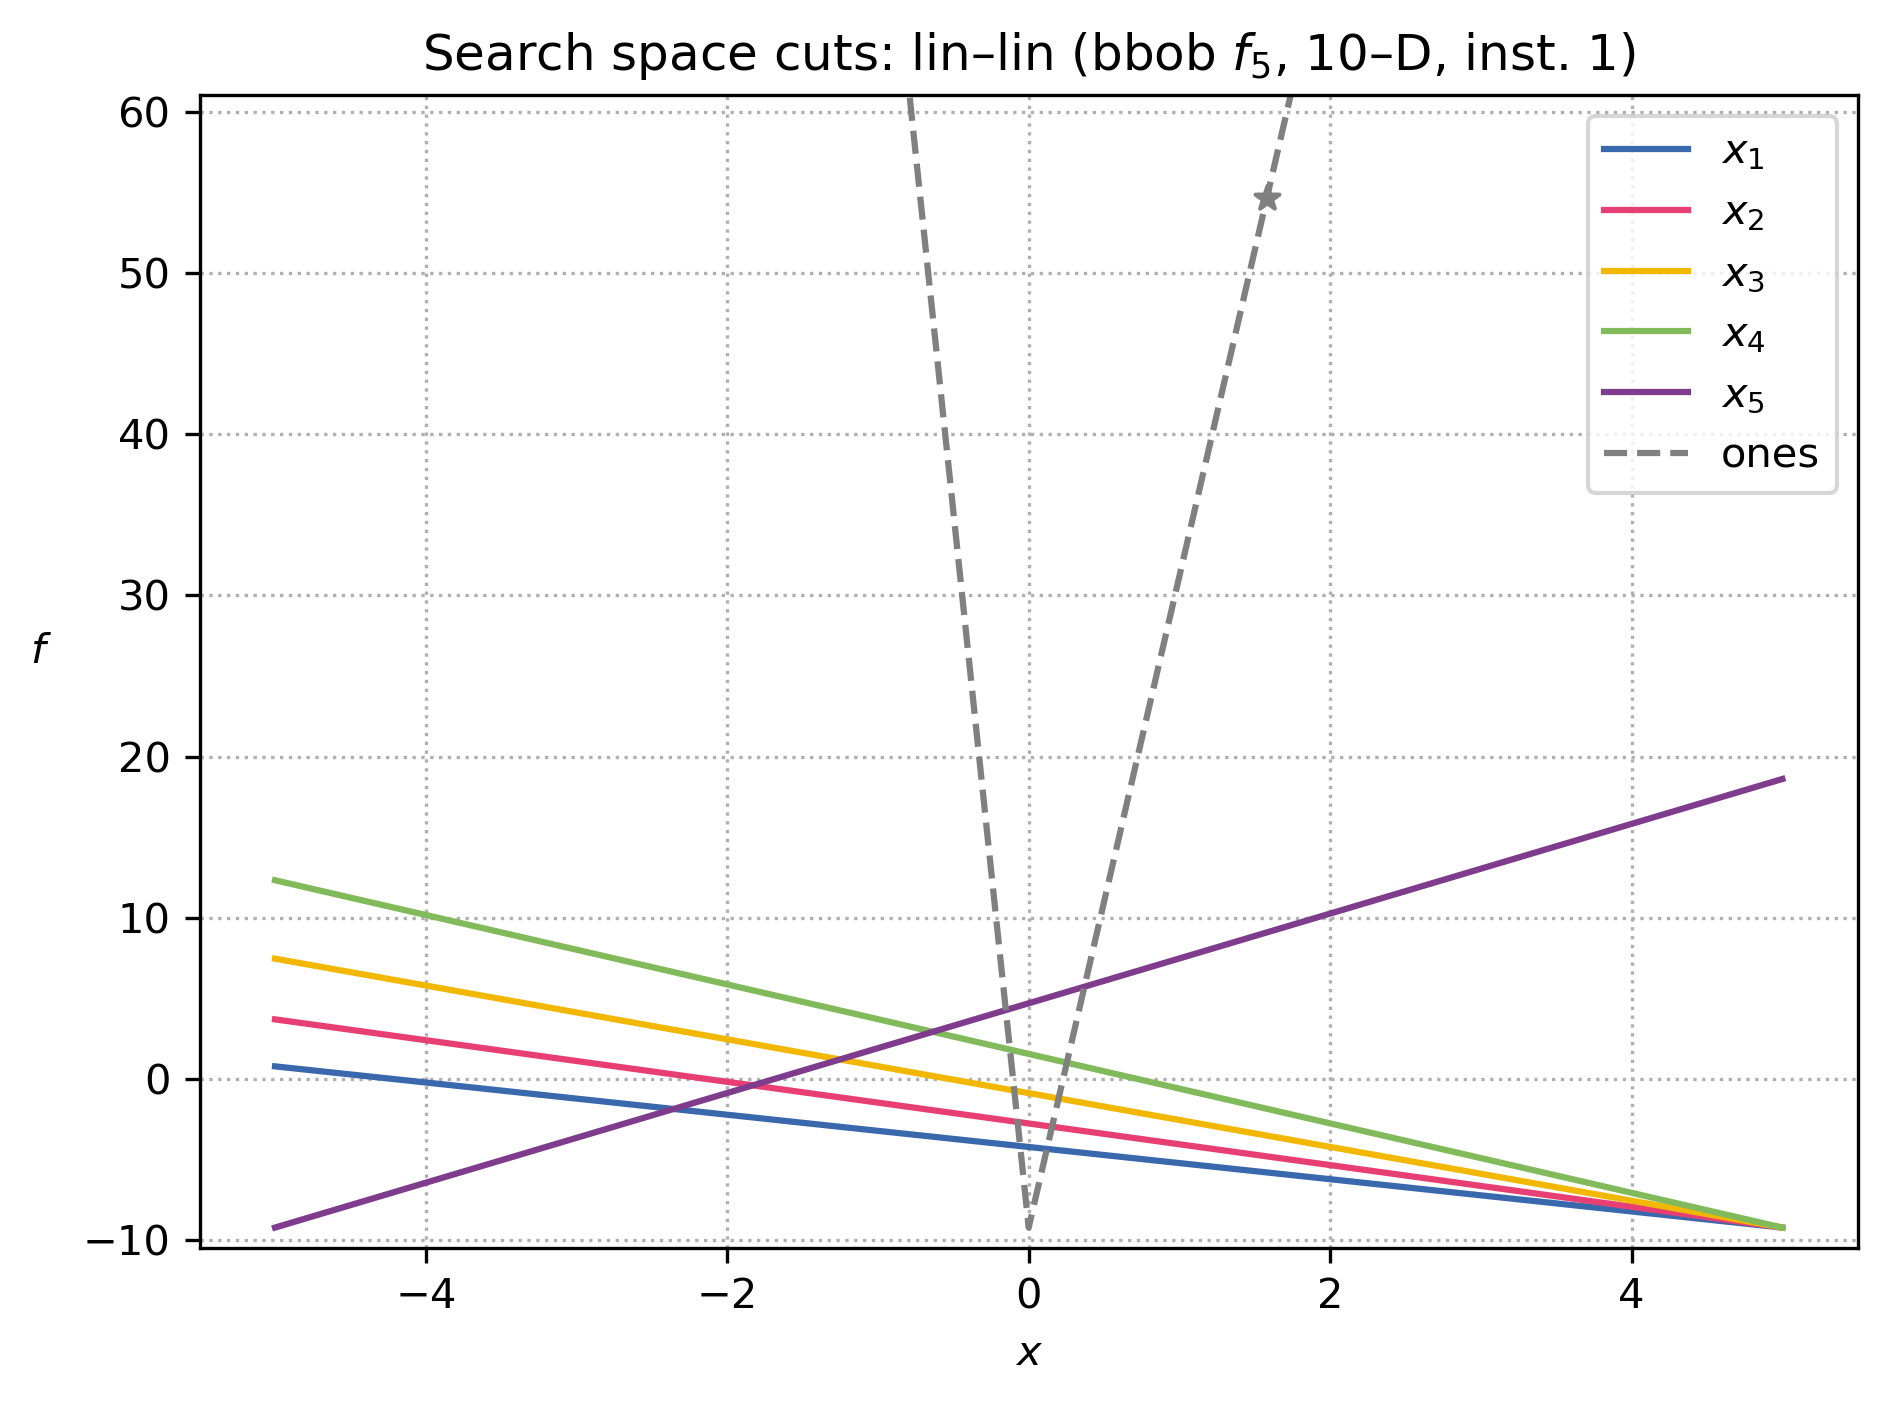 Search space cuts: lin–lin (bbob f₅, 10–D, inst. 1)
60
50
40
30
20
10
0
−10
f
−4
−2
0
2
4
x
x₁
x₂
x₃
x₄
x₅
ones